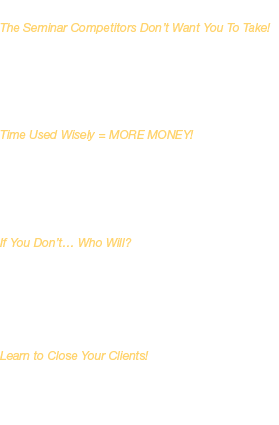 The Seminar Competitors Don't Want You To Take!
Time Used Wisely = MORE MONEY!
If You Don't... Who Will?
Learn to Close Your Clients!